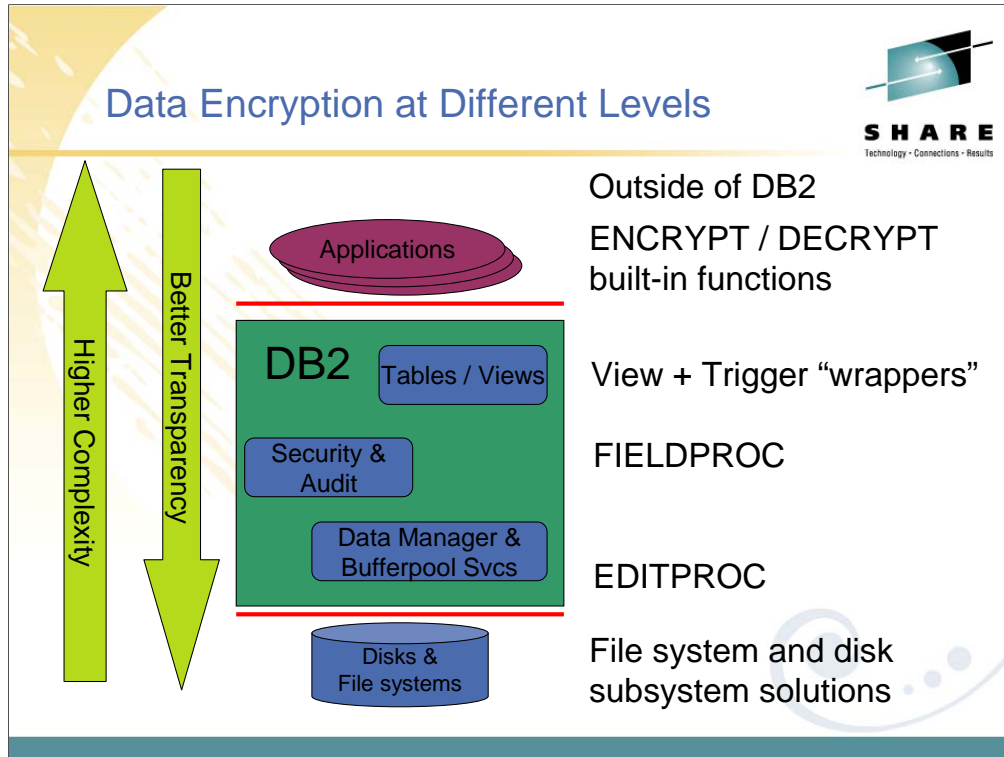 Data Encryption at Different Levels
S H A R E
Technology • Connections • Results
Higher Complexity
Better Transparency
Applications
DB2
Tables / Views
Security &
Audit
Data Manager &
Bufferpool Svcs
Disks &
File systems
Outside of DB2
ENCRYPT / DECRYPT
built-in functions
View + Trigger “wrappers”
FIELDPROC
EDITPROC
File system and disk
subsystem solutions